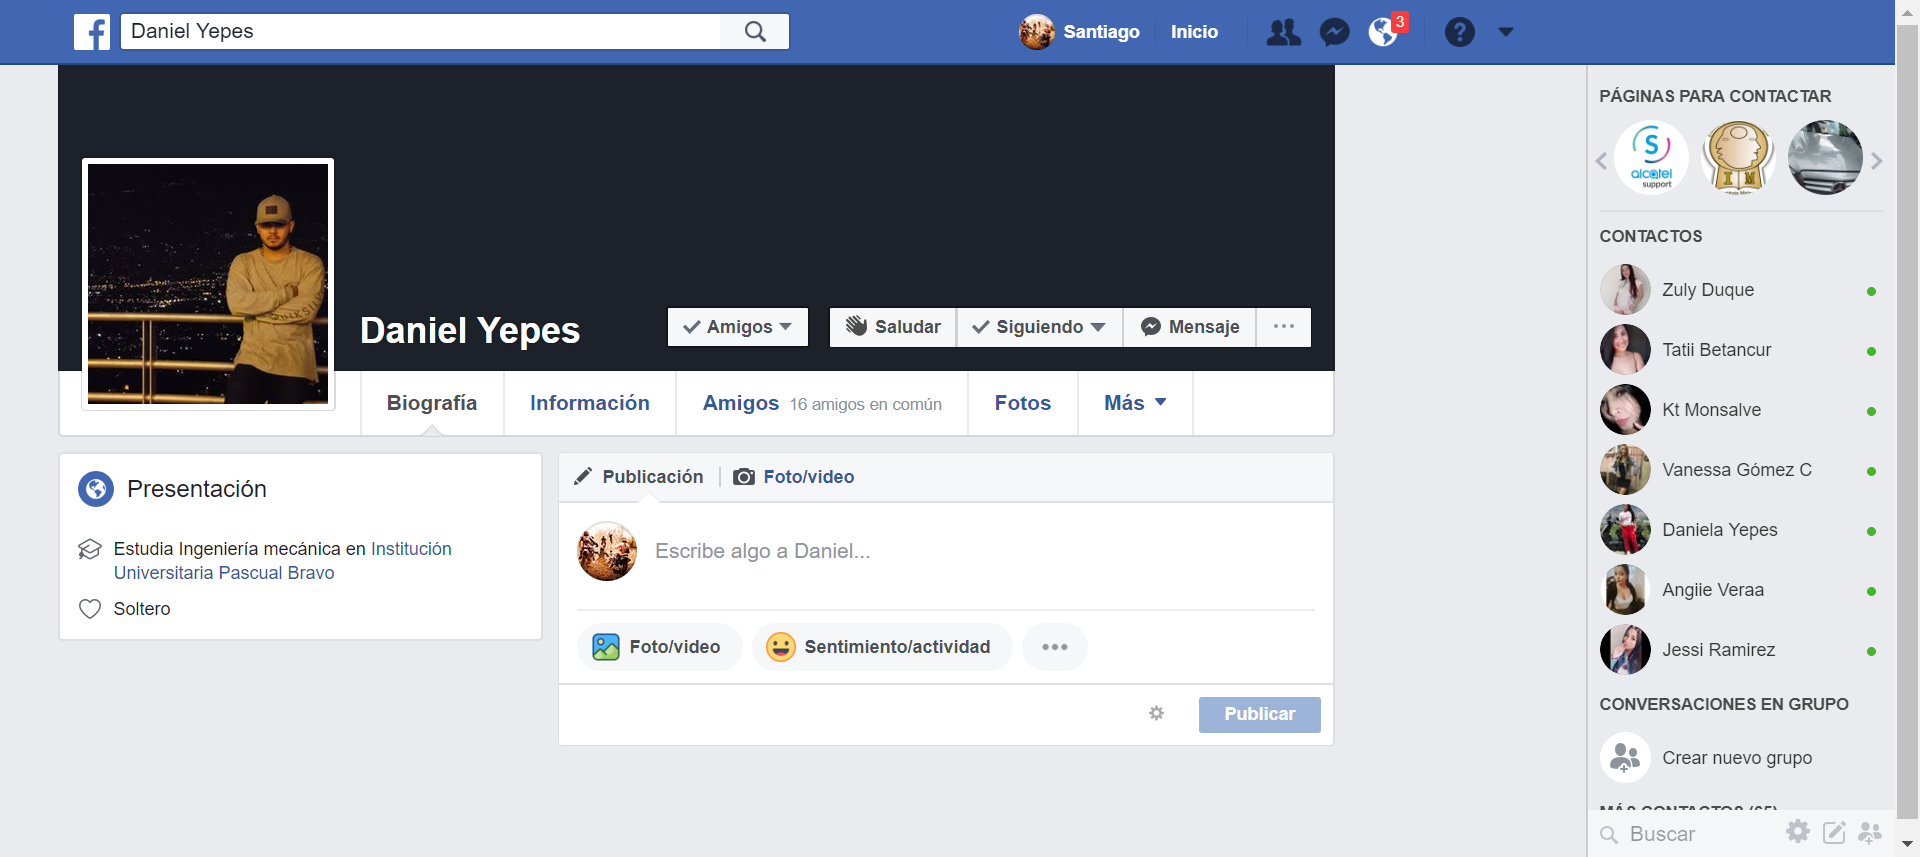 Daniel Yepes
Santiago
Inicio
3
?
Daniel Yepes
Amigos
Saludar
Siguiendo
Mensaje
Biografía
Información
Amigos 16 amigos en común
Fotos
Más
Presentación
Estudia Ingeniería mecánica en Institución
Universitaria Pascual Bravo
Soltero
Publicación
Foto/video
Escribe algo a Daniel...
Foto/video
Sentimiento/actividad
Publicar
PÁGINAS PARA CONTACTAR
S
alcatel
support
I M
CONTACTOS
Zuly Duque
Tatii Betancur
Kt Monsalve
Vanessa Gómez C
Daniela Yepes
Angiie Veraa
Jessi Ramirez
CONVERSACIONES EN GRUPO
Crear nuevo grupo
MÁS CONTACTOS (65)
Buscar